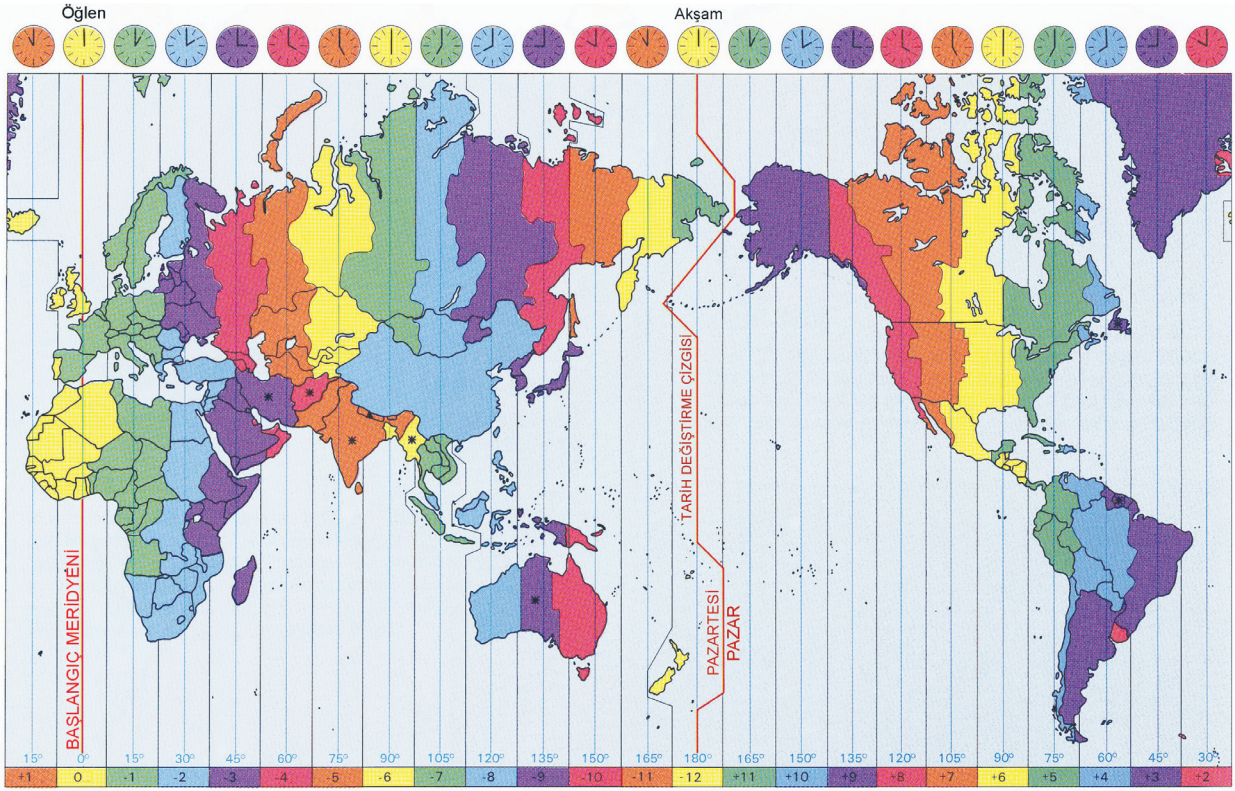 Öğlen
Akşam
BAŞLANGIÇ MERİDYENİ
TARİH DEĞİŞTİRME ÇİZGİSİ
PAZARTESİ
PAZAR
15° 0° 15° 30° 45° 60° 75° 90° 105° 120° 135° 150° 165° 180° 165° 150° 135° 120° 105° 90° 75° 60° 45° 30°
+1 0 -1 -2 -3 -4 -5 -6 -7 -8 -9 -10 -11 -12 +11 +10 +9 +8 +7 +6 +5 +4 +3 +2